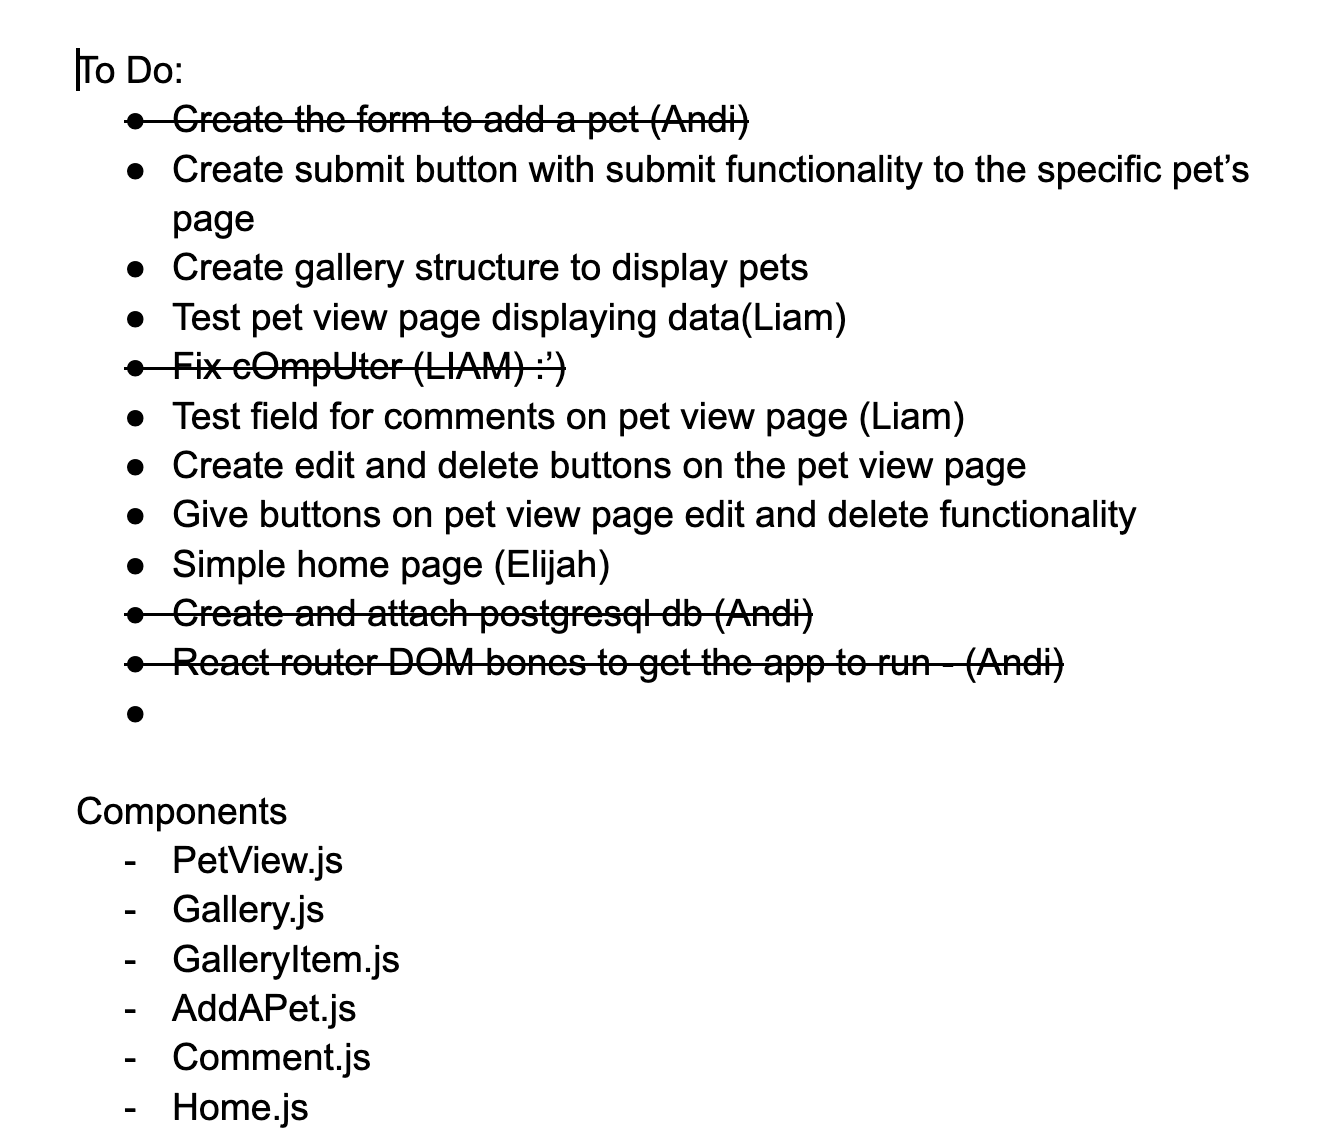 To Do:
● Create the form to add a pet (Andi)
● Create submit button with submit functionality to the specific pet’s
page
● Create gallery structure to display pets
● Test pet view page displaying data(Liam)
● Fix cOmpUter (LIAM) :’)
● Test field for comments on pet view page (Liam)
● Create edit and delete buttons on the pet view page
● Give buttons on pet view page edit and delete functionality
● Simple home page (Elijah)
● Create and attach postgresql db (Andi)
● React router DOM bones to get the app to run - (Andi)
●
Components
- PetView.js
- Gallery.js
- GalleryItem.js
- AddAPet.js
- Comment.js
- Home.js